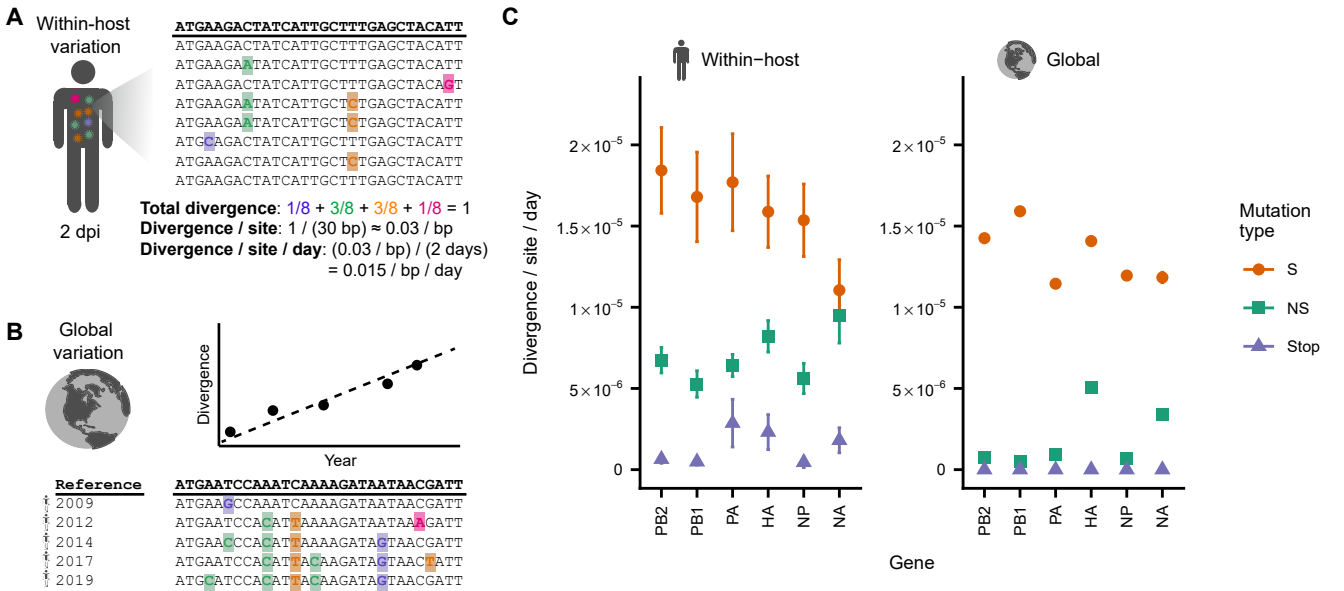 A
Within-host
variation
2 dpi
ATGAAGACTATCATTGCTTTGAGCTACATT
ATGAAGACTATCATTGCTTTGAGCTACATT
ATGAAGAATATCATTGCTTTGAGCTACATT
ATGAAGACTATCATTGCTTTGAGCTACAGT
ATGAAGAATATCATTGCTCTGAGCTACATT
ATGAAGAATATCATTGCTCTGAGCTACATT
ATGCAGACTATCATTGCTTTGAGCTACATT
ATGAAGACTATCATTGCTCTGAGCTACATT
ATGAAGACTATCATTGCTTTGAGCTACATT
Total divergence: 1/8 + 3/8 + 3/8 + 1/8 = 1
Divergence / site: 1 / (30 bp) ≈ 0.03 / bp
Divergence / site / day: (0.03 / bp) / (2 days)
= 0.015 / bp / day
B
Global
variation
Divergence
Year
Reference ATGAATCCAAATCAAAAGATAATAACGATT
2009 ATGAAGCCAAATCAAAAGATAATAACGATT
2012 ATGAATCCACATTAAAAGATAATAAAGATT
2014 ATGAACCCACATTAAAAGATAGTAACGATT
2017 ATGAATCCACATTACAAGATAGTAACTATT
2019 ATGCATCCACATTACAAGATAGTAACGATT
C
Within−host
Divergence / site / day
2 × 10⁻⁵
1.5 × 10⁻⁵
1 × 10⁻⁵
5 × 10⁻⁶
0
PB2 PB1 PA HA NP NA
Global
2 × 10⁻⁵
1.5 × 10⁻⁵
1 × 10⁻⁵
5 × 10⁻⁶
0
PB2 PB1 PA HA NP NA
Gene
Mutation
type
S
NS
Stop